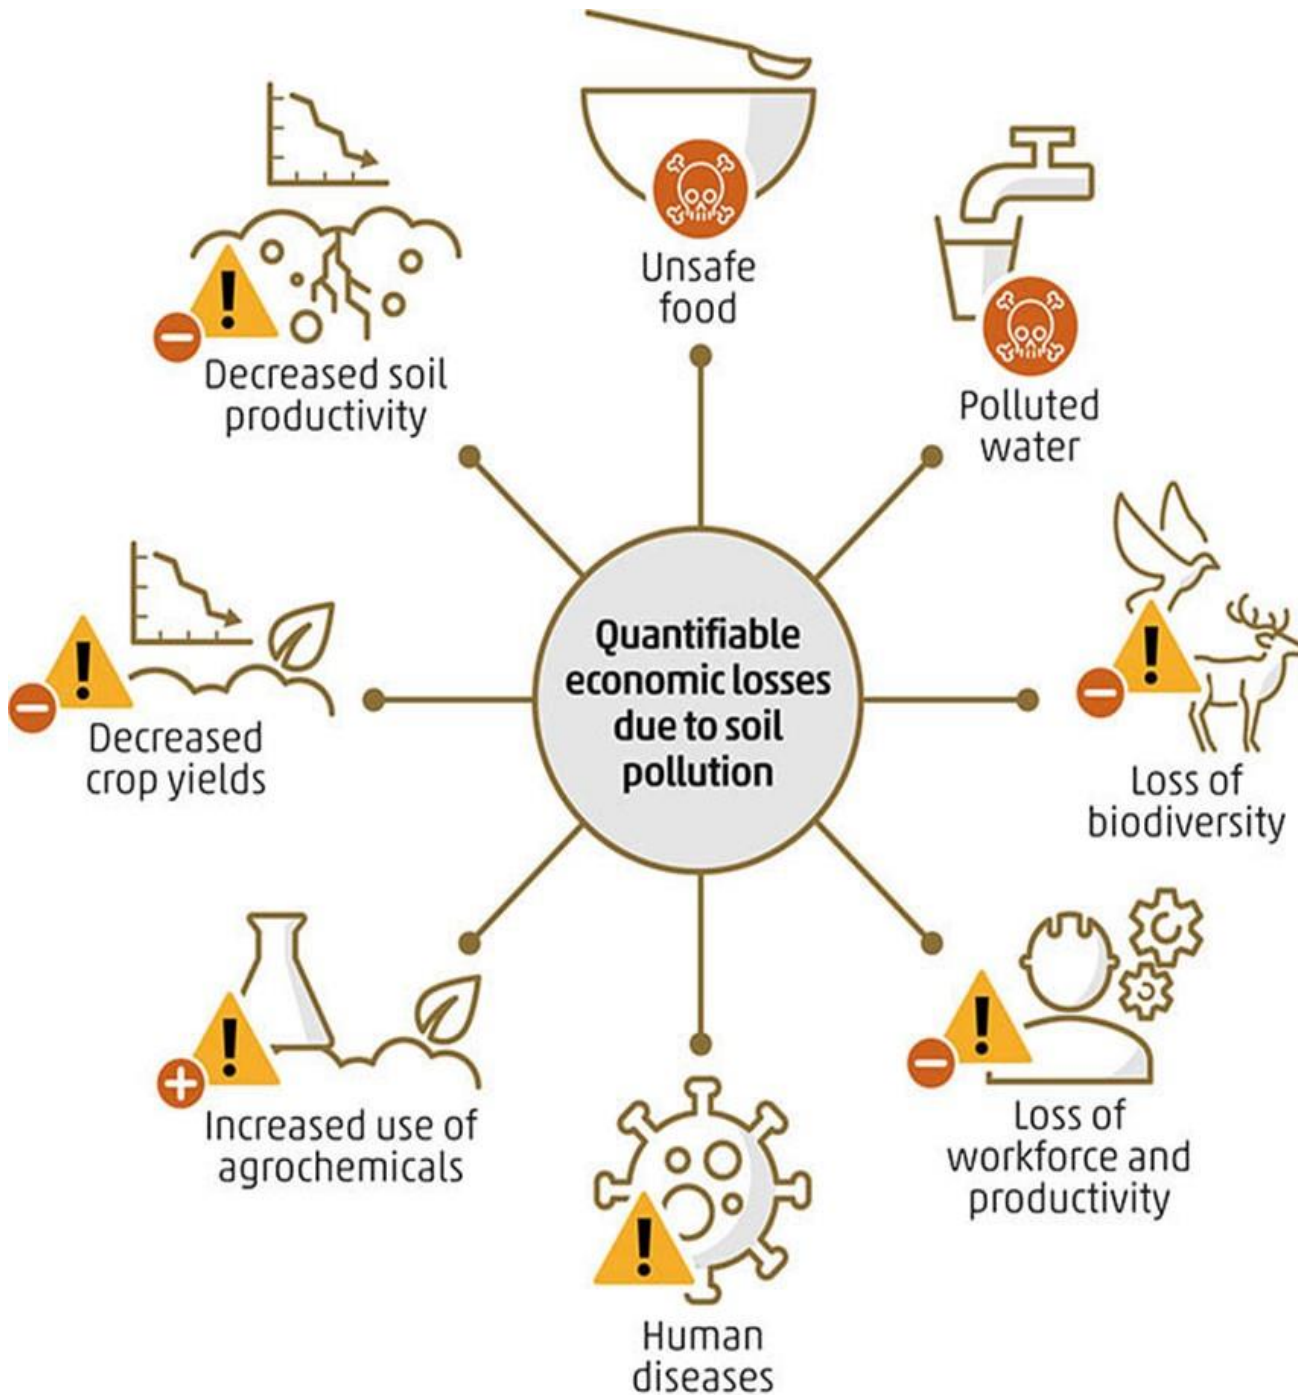 Unsafe
food
Polluted
water
Decreased soil
productivity
Quantifiable
economic losses
due to soil
pollution
Loss of
biodiversity
Decreased
crop yields
Loss of
workforce and
productivity
Increased use of
agrochemicals
Human
diseases